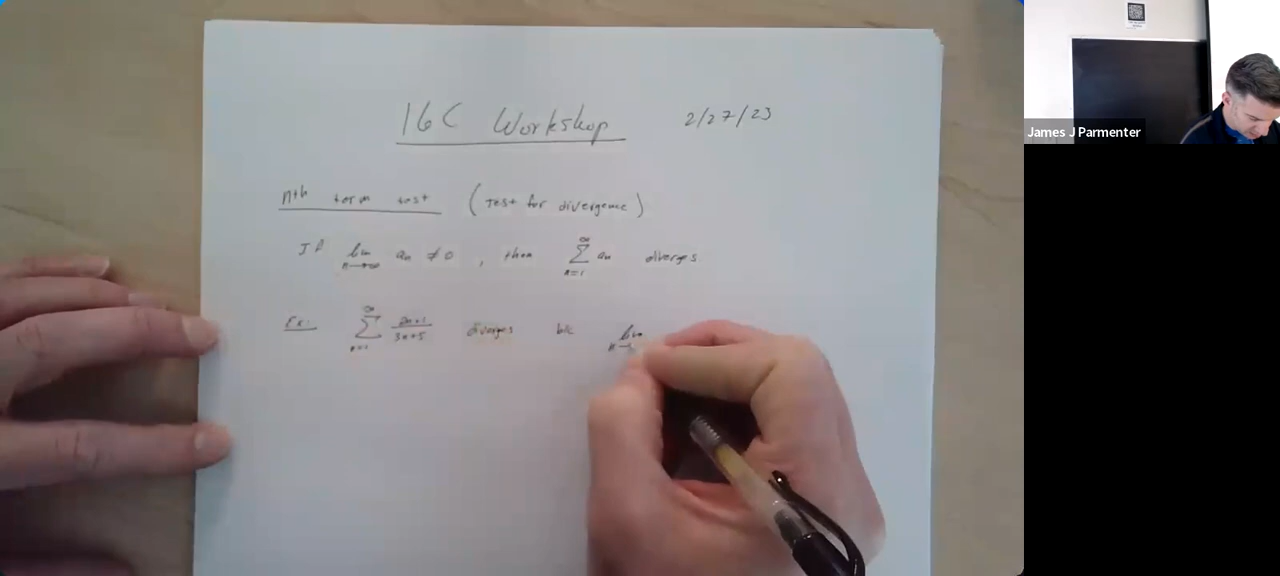 16C Workshop 2/27/23
nth term test (Test for divergence)
If lim n→∞ an ≠ 0, then ∞ Σ n=1 an diverges
Ex: ∞ Σ n=1 2n+1/3n+5 diverges b/c lim n→
James J Parmenter